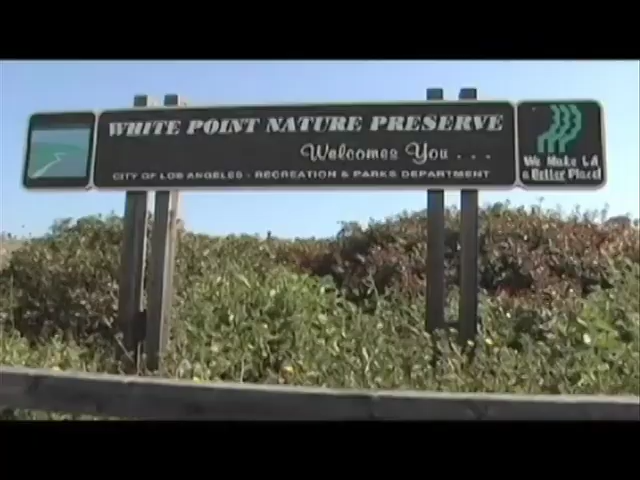 WHITE POINT NATURE PRESERVE
Welcomes You . . .
CITY OF LOS ANGELES - RECREATION & PARKS DEPARTMENT
We Make LA
a Better Place!